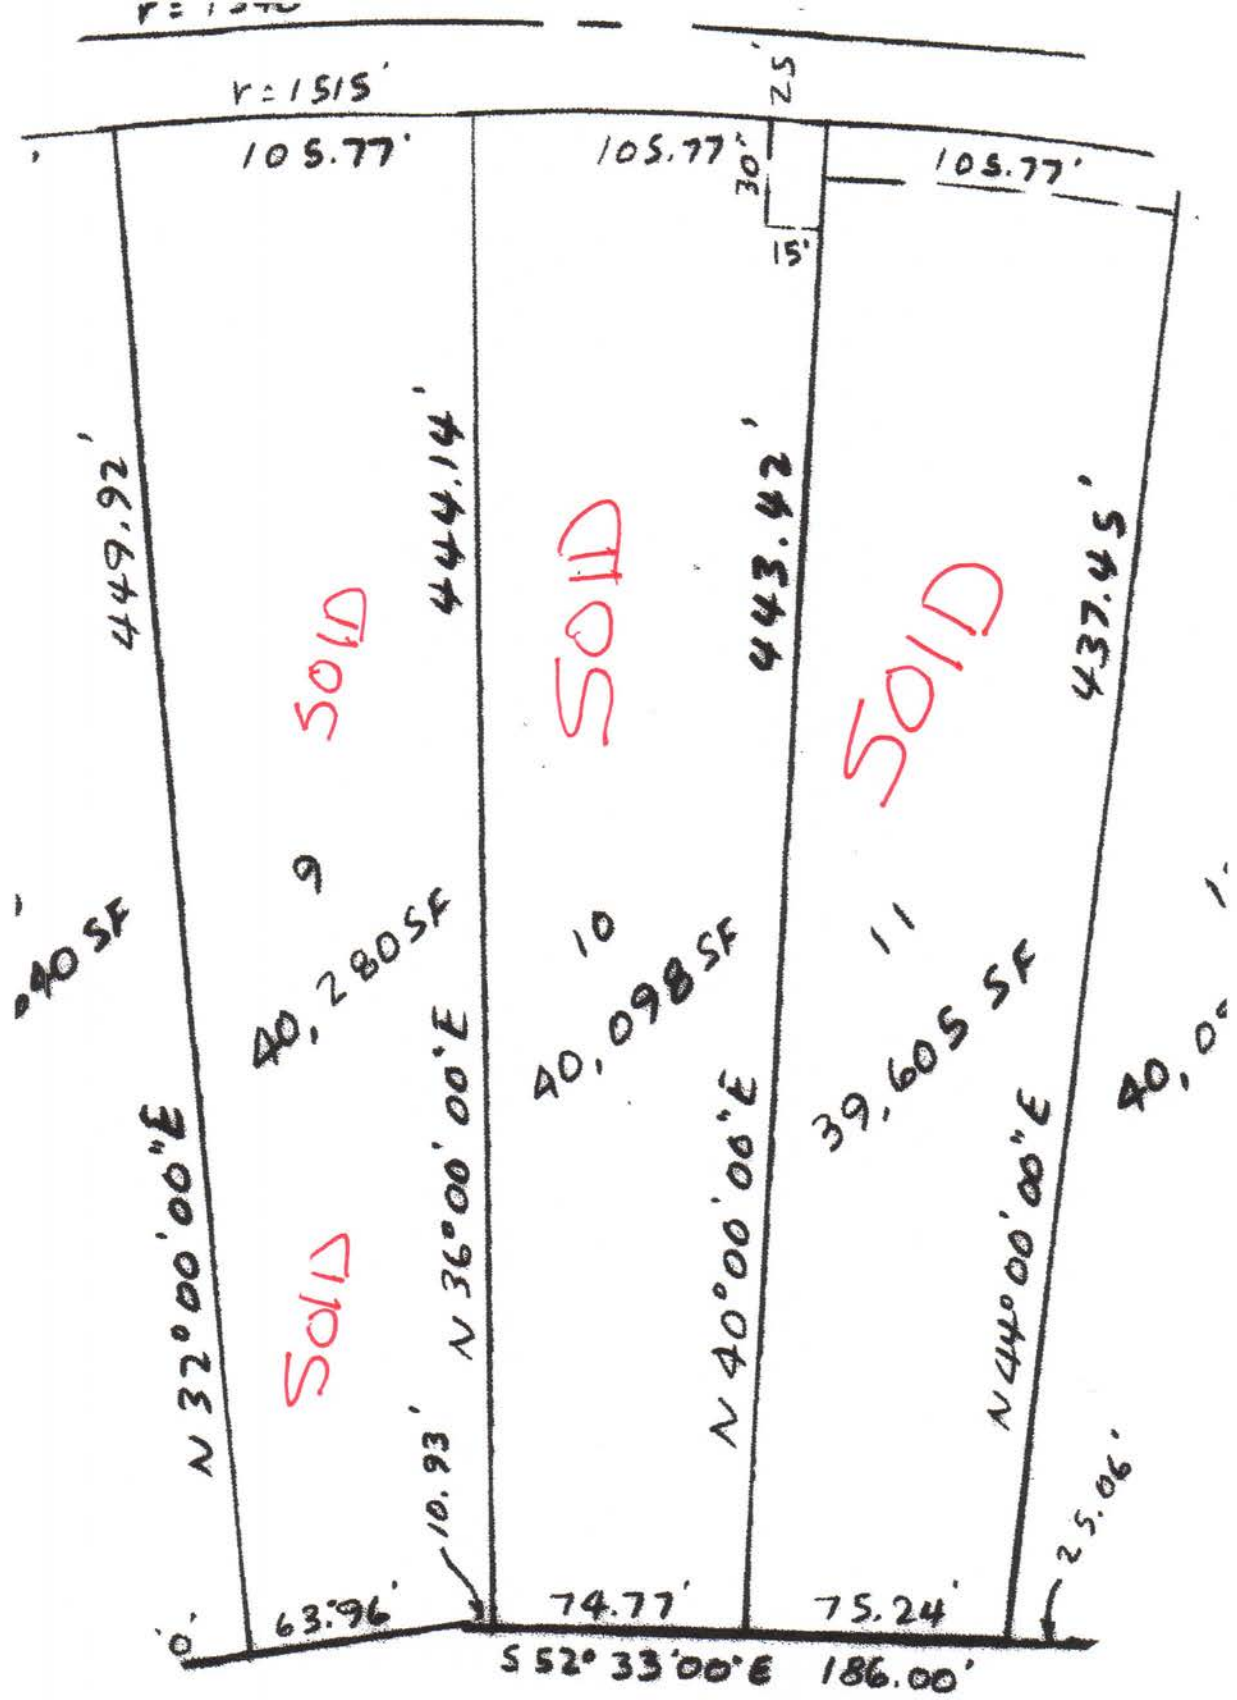 r=1515'
25'
105.77'
105.77'
30'
105.77'
15'
449.92'
444.14'
443.42'
437.45'
SOlD
SOlD
SOlD
9
10
11
40,280 SF
40,098 SF
39,605 SF
N 32°00'00"E
N 36°00'00"E
N 40°00'00"E
N 44°00'00"E
SOlD
10.93'
25.06'
63.96'
74.77'
75.24'
S 52° 33'00"E 186.00'